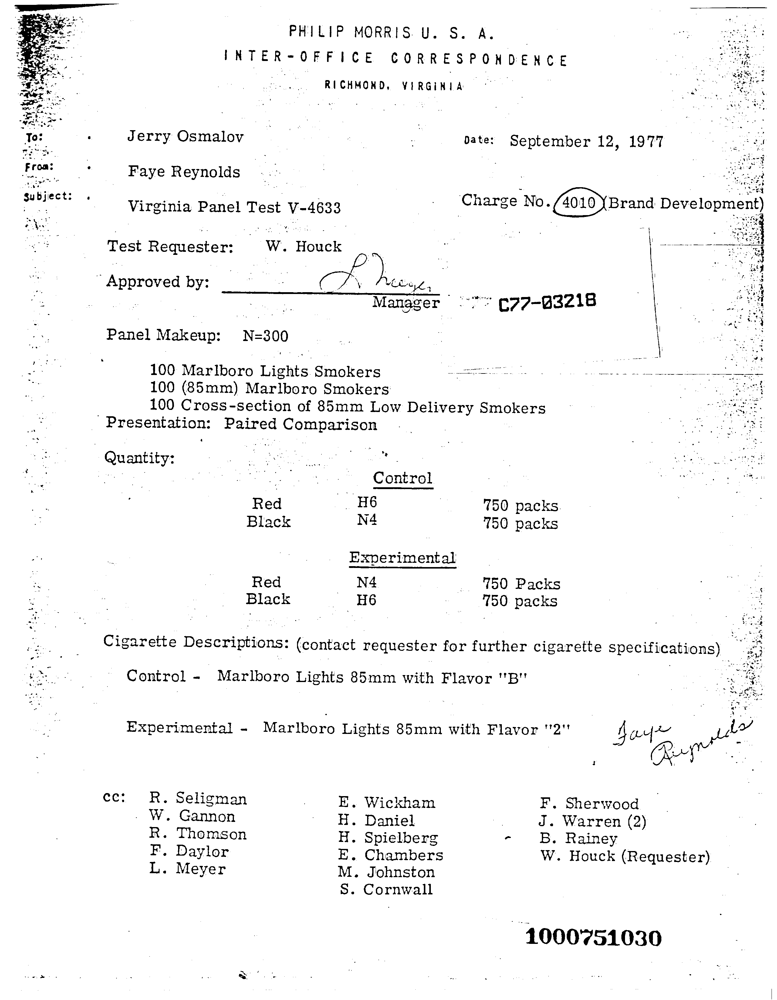 PHILIP MORRIS U. S. A.
INTER-OFFICE CORRESPONDENCE
RICHMOND, VIRGINIA
To: Jerry Osmalov Date: September 12, 1977
From: Faye Reynolds
Subject: Virginia Panel Test V-4633 Charge No. 4010 (Brand Development)
Test Requester: W. Houck
Approved by:
Manager C77-03218
Panel Makeup: N=300
100 Marlboro Lights Smokers
100 (85mm) Marlboro Smokers
100 Cross-section of 85mm Low Delivery Smokers
Presentation: Paired Comparison
Quantity:
Control
Red H6 750 packs
Black N4 750 packs
Experimental
Red N4 750 Packs
Black H6 750 packs
Cigarette Descriptions: (contact requester for further cigarette specifications)
Control - Marlboro Lights 85mm with Flavor "B"
Experimental - Marlboro Lights 85mm with Flavor "2"
Faye
Reynolds
cc: R. Seligman E. Wickham F. Sherwood
W. Gannon H. Daniel J. Warren (2)
R. Thomson H. Spielberg - B. Rainey
F. Daylor E. Chambers W. Houck (Requester)
L. Meyer M. Johnston
S. Cornwall
1000751030